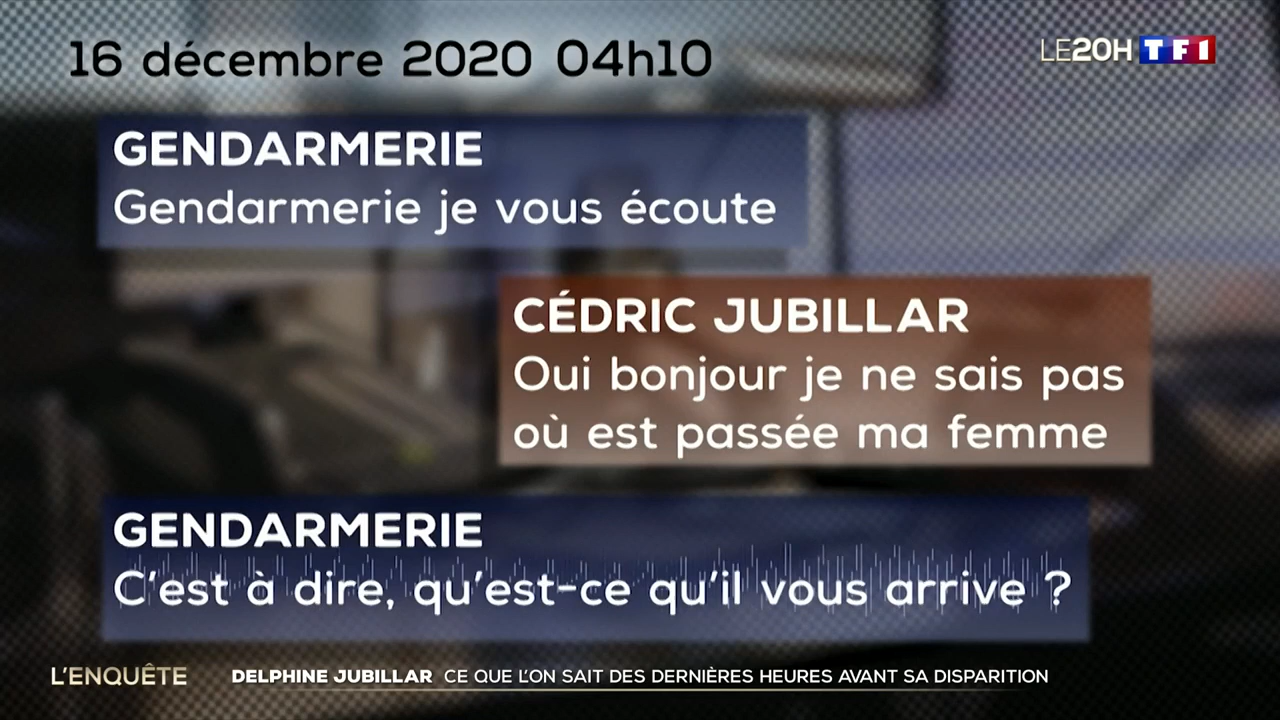 16 décembre 2020 04h10
LE20H TF1
GENDARMERIE
Gendarmerie je vous écoute
CÉDRIC JUBILLAR
Oui bonjour je ne sais pas
où est passée ma femme
GENDARMERIE
C'est à dire, qu'est-ce qu'il vous arrive ?
L'ENQUÊTE DELPHINE JUBILLAR CE QUE L'ON SAIT DES DERNIÈRES HEURES AVANT SA DISPARITION